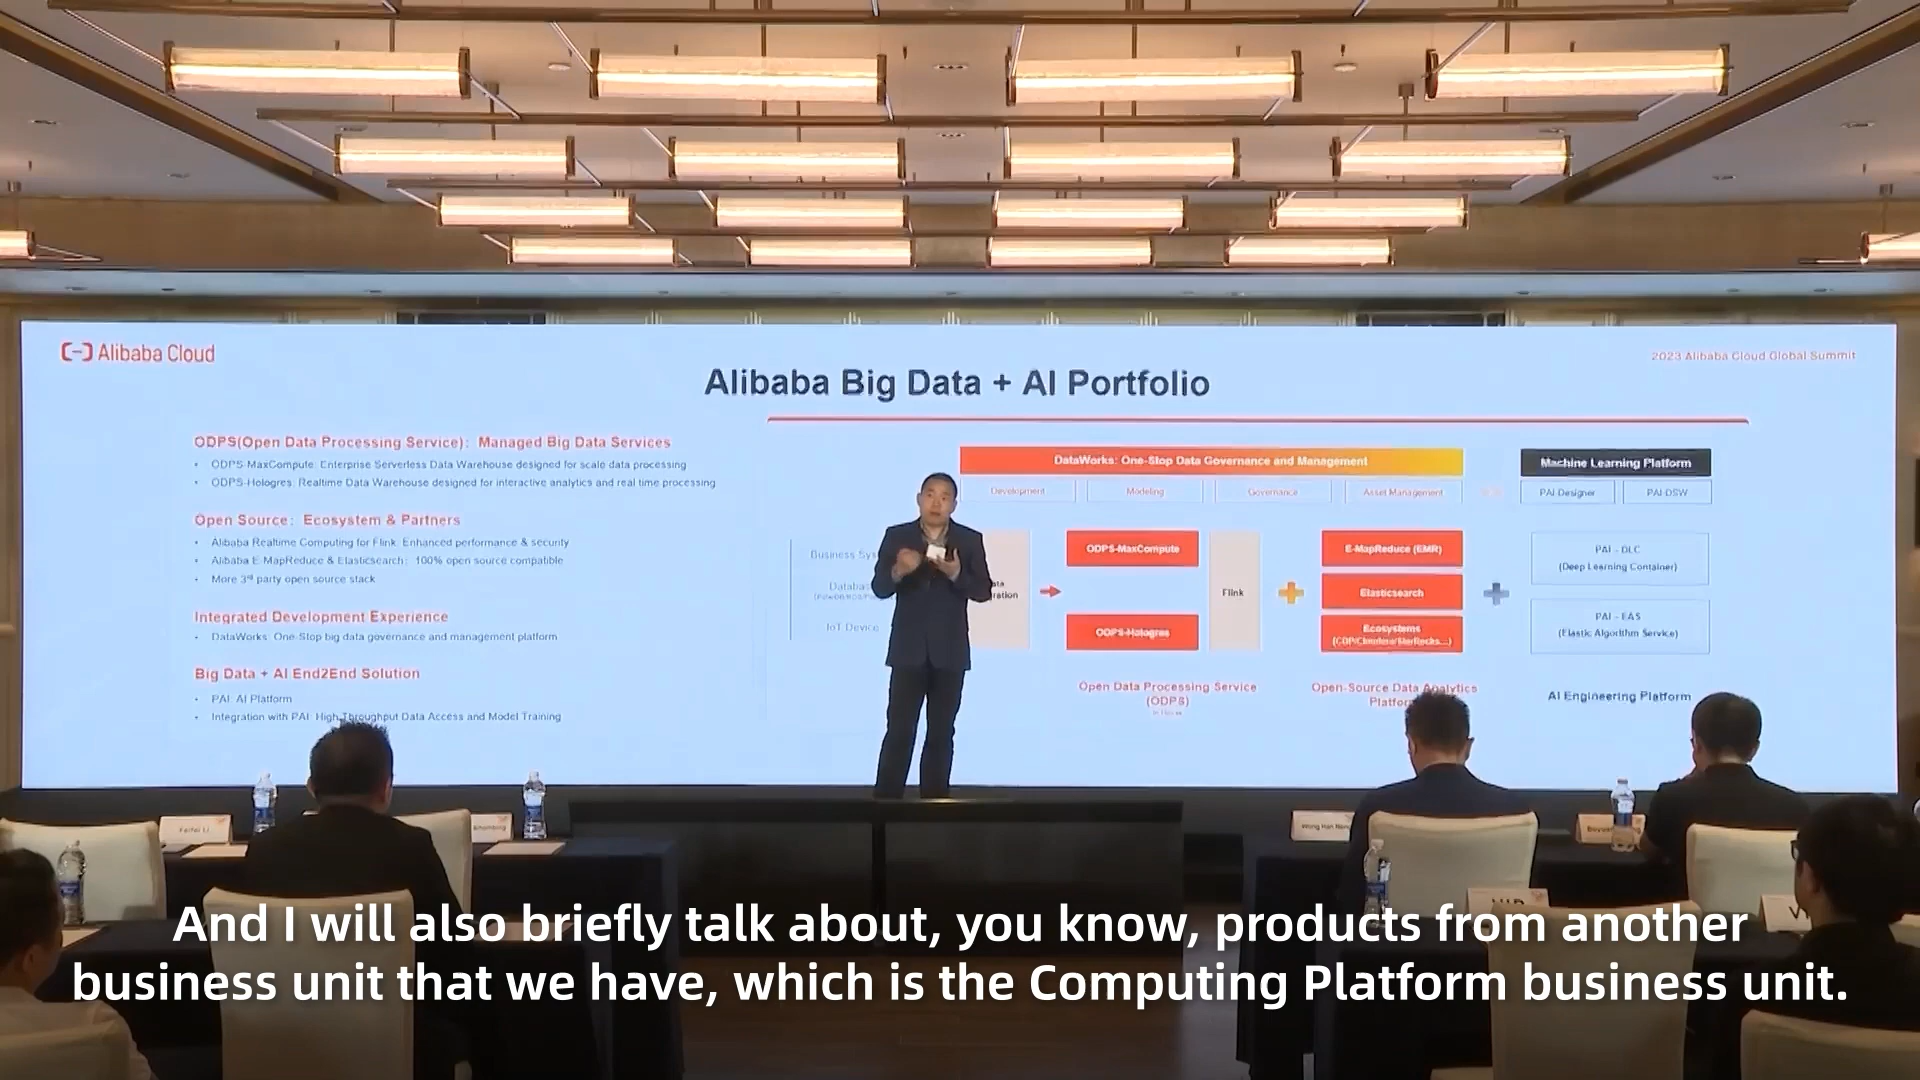 Alibaba Cloud
2023 Alibaba Cloud Global Summit
Alibaba Big Data + AI Portfolio
ODPS(Open Data Processing Service): Managed Big Data Services
• ODPS-MaxCompute: Enterprise Serverless Data Warehouse designed for scale data processing
• ODPS-Hologres: Realtime Data Warehouse designed for interactive analytics and real time processing
Open Source: Ecosystem & Partners
• Alibaba Realtime Computing for Flink: Enhanced performance & security
• Alibaba E-MapReduce & Elasticsearch: 100% open source compatible
• More 3rd party open source stack
Integrated Development Experience
• DataWorks: One-Stop big data governance and management platform
Big Data + AI End2End Solution
• PAI: AI Platform
• Integration with PAI: High Throughput Data Access and Model Training
DataWorks: One-Stop Data Governance and Management
Development
Modeling
Governance
Asset Management
Machine Learning Platform
PAI Designer
PAI-DSW
Business
IoT Device
ODPS-MaxCompute
ODPS-Hologres
Flink
E-MapReduce (EMR)
Elasticsearch
Ecosystems
PAI - DLC
(Deep Learning Container)
PAI - EAS
(Elastic Algorithm Service)
Open Data Processing Service
(ODPS)
Open-Source Data Analytics
AI Engineering Platform
Feifei Li
And I will also briefly talk about, you know, products from another
business unit that we have, which is the Computing Platform business unit.